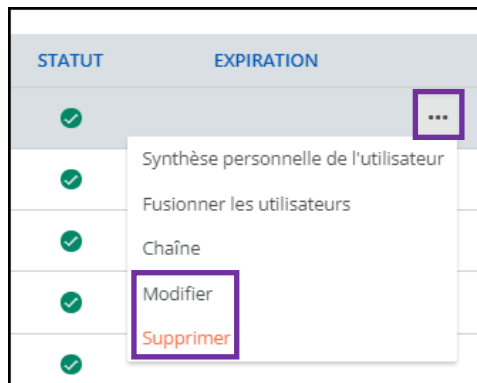 STATUT EXPIRATION
Synthèse personnelle de l'utilisateur
Fusionner les utilisateurs
Chaîne
Modifier
Supprimer